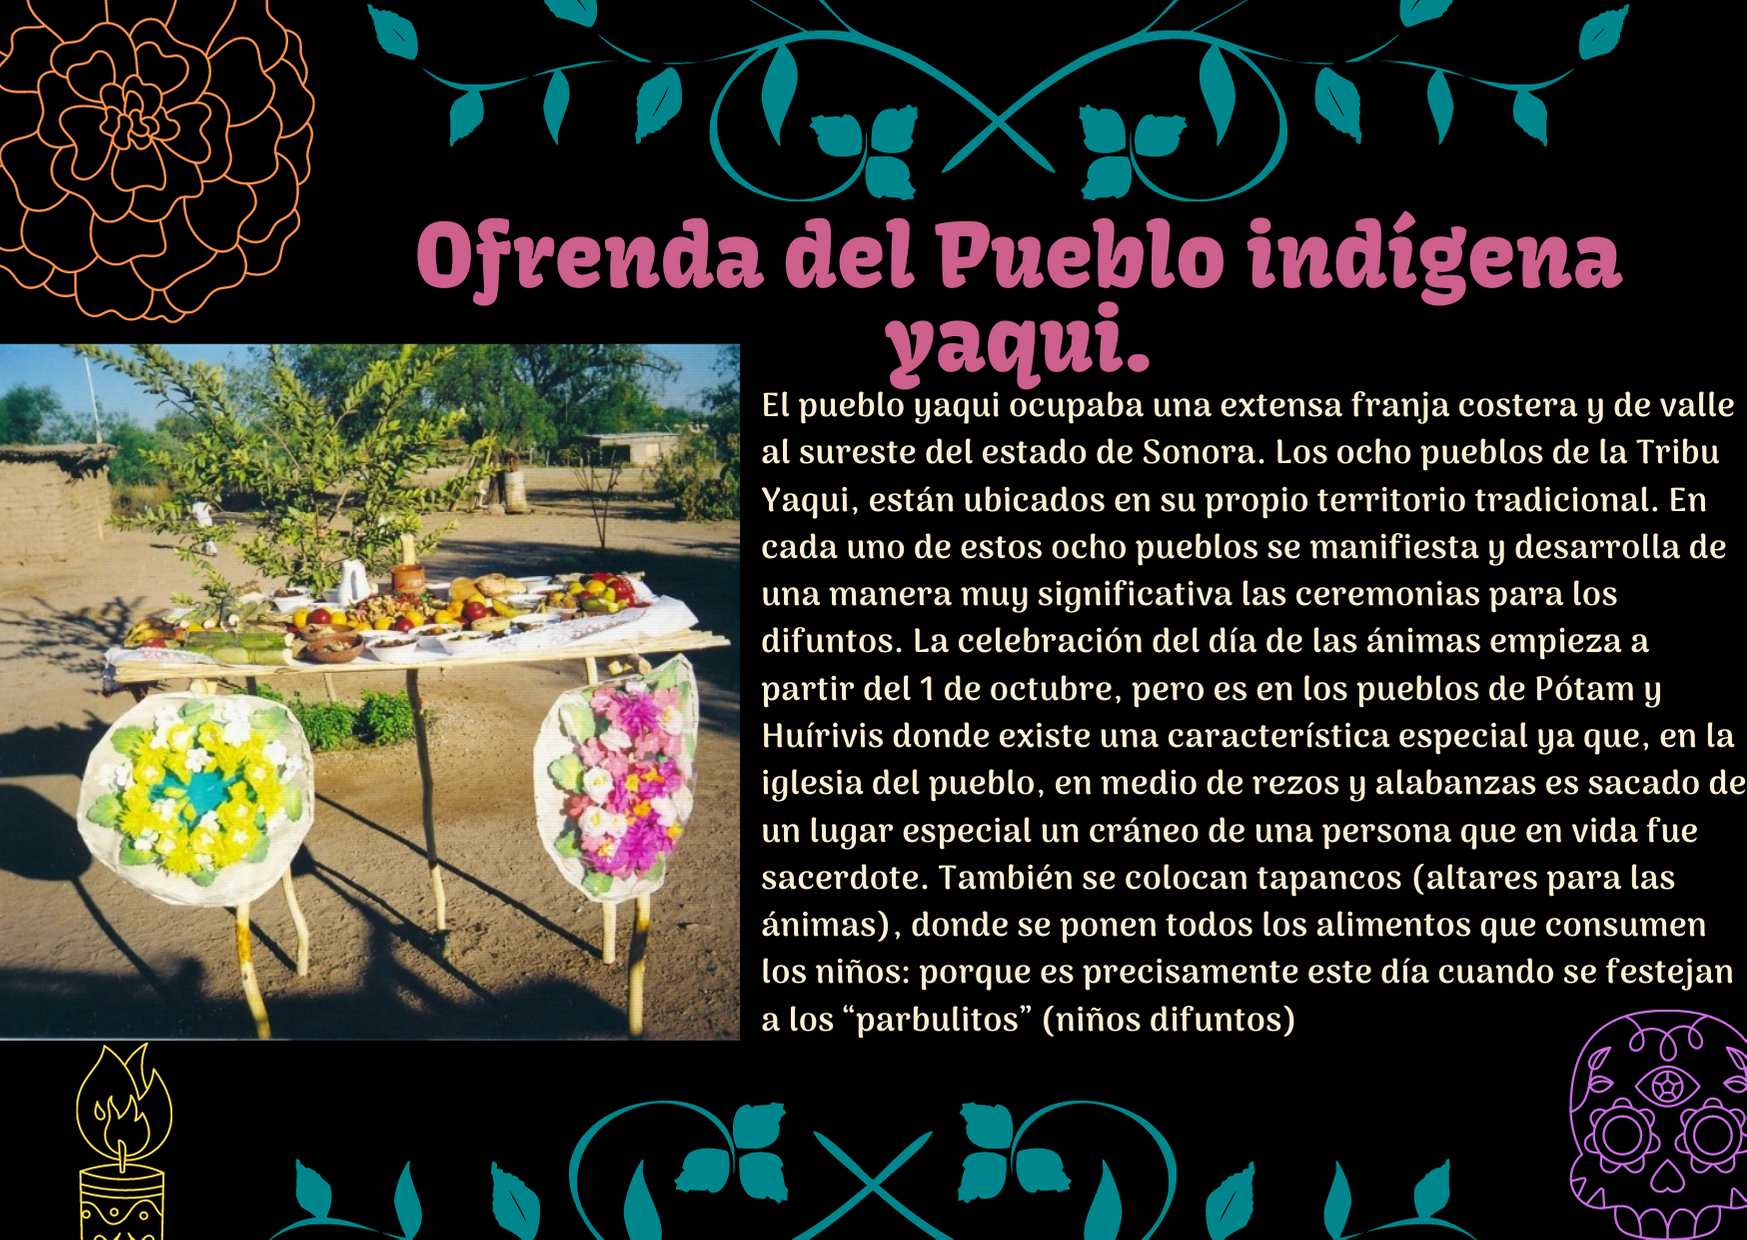 Ofrenda del Pueblo indígena
yaqui.
El pueblo yaqui ocupaba una extensa franja costera y de valle
al sureste del estado de Sonora. Los ocho pueblos de la Tribu
Yaqui, están ubicados en su propio territorio tradicional. En
cada uno de estos ocho pueblos se manifiesta y desarrolla de
una manera muy significativa las ceremonias para los
difuntos. La celebración del día de las ánimas empieza a
partir del 1 de octubre, pero es en los pueblos de Pótam y
Huírivis donde existe una característica especial ya que, en la
iglesia del pueblo, en medio de rezos y alabanzas es sacado de
un lugar especial un cráneo de una persona que en vida fue
sacerdote. También se colocan tapancos (altares para las
ánimas), donde se ponen todos los alimentos que consumen
los niños: porque es precisamente este día cuando se festejan
a los “parbulitos” (niños difuntos)